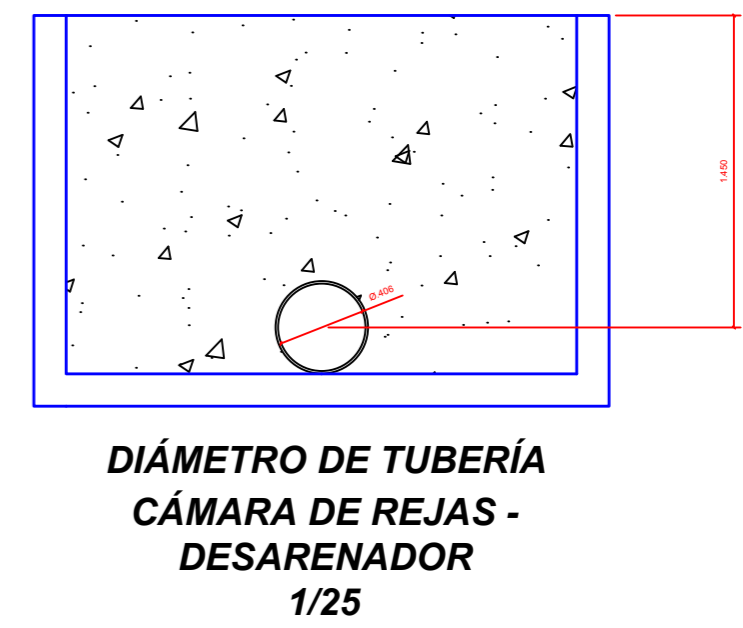 1.450
Ø.406
DIÁMETRO DE TUBERÍA
CÁMARA DE REJAS -
DESARENADOR
1/25